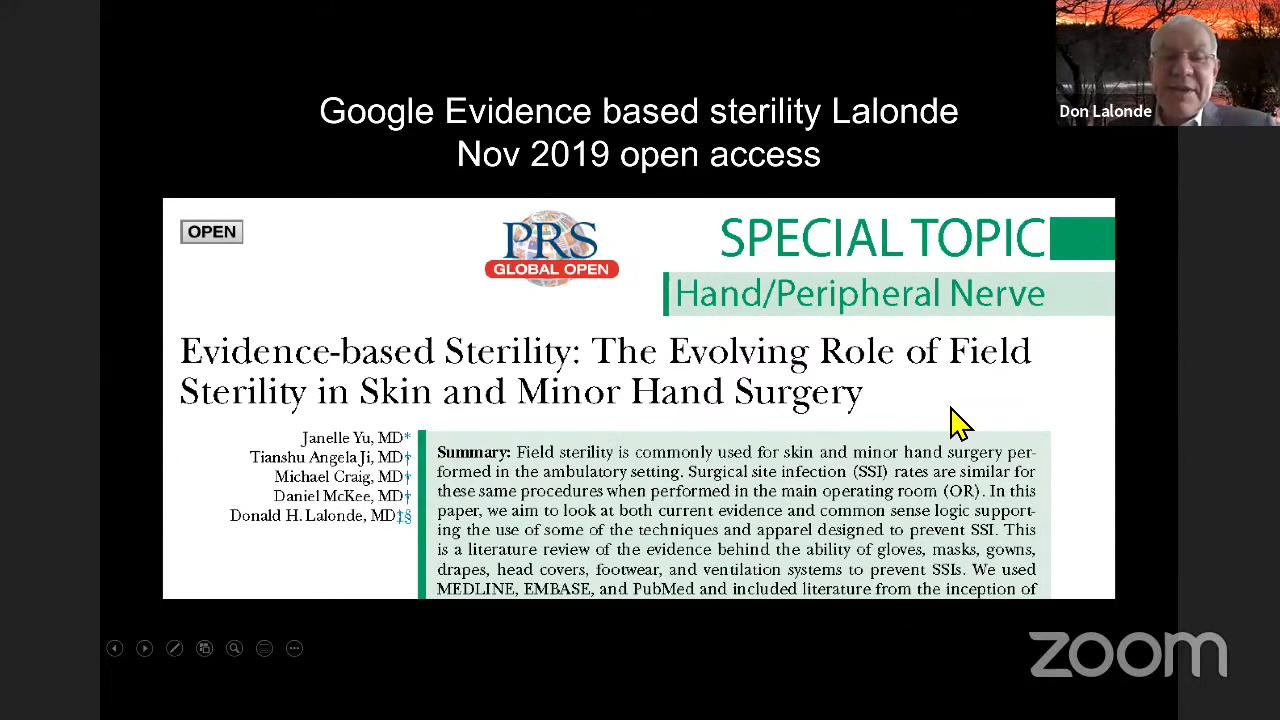 Google Evidence based sterility Lalonde
Nov 2019 open access
Don Lalonde
OPEN
PRS
GLOBAL OPEN
SPECIAL TOPIC
Hand/Peripheral Nerve
Evidence-based Sterility: The Evolving Role of Field
Sterility in Skin and Minor Hand Surgery
Janelle Yu, MD*
Tianshu Angela Ji, MD†
Michael Craig, MD†
Daniel McKee, MD†
Donald H. Lalonde, MD‡§
Summary: Field sterility is commonly used for skin and minor hand surgery per-
formed in the ambulatory setting. Surgical site infection (SSI) rates are similar for
these same procedures when performed in the main operating room (OR). In this
paper, we aim to look at both current evidence and common sense logic support-
ing the use of some of the techniques and apparel designed to prevent SSI. This
is a literature review of the evidence behind the ability of gloves, masks, gowns,
drapes, head covers, footwear, and ventilation systems to prevent SSIs. We used
MEDLINE, EMBASE, and PubMed and included literature from the inception of
zoom